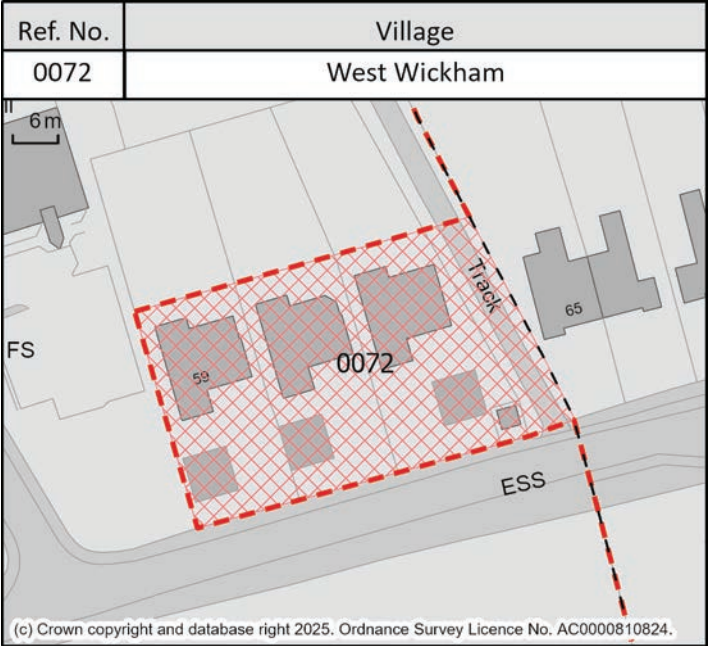 Ref. No. Village
0072 West Wickham
6 m
Track
65
FS
59
0072
ESS
(c) Crown copyright and database right 2025. Ordnance Survey Licence No. AC0000810824.